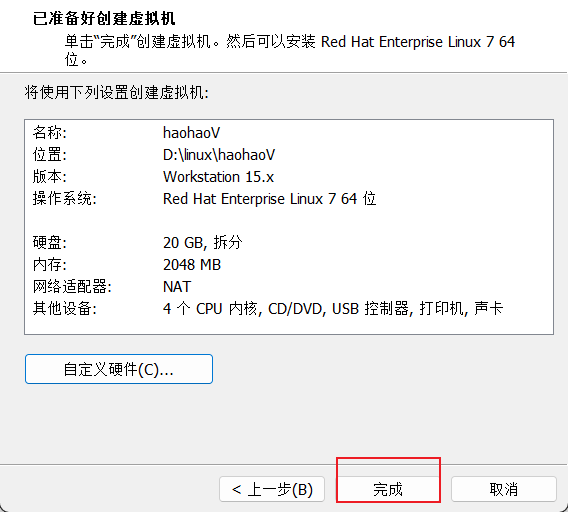 已准备好创建虚拟机
单击“完成”创建虚拟机。然后可以安装 Red Hat Enterprise Linux 7 64
位。
将使用下列设置创建虚拟机:
名称: haohaoV
位置: D:\linux\haohaoV
版本: Workstation 15.x
操作系统: Red Hat Enterprise Linux 7 64 位
硬盘: 20 GB, 拆分
内存: 2048 MB
网络适配器: NAT
其他设备: 4 个 CPU 内核, CD/DVD, USB 控制器, 打印机, 声卡
自定义硬件(C)...
< 上一步(B) 完成 取消